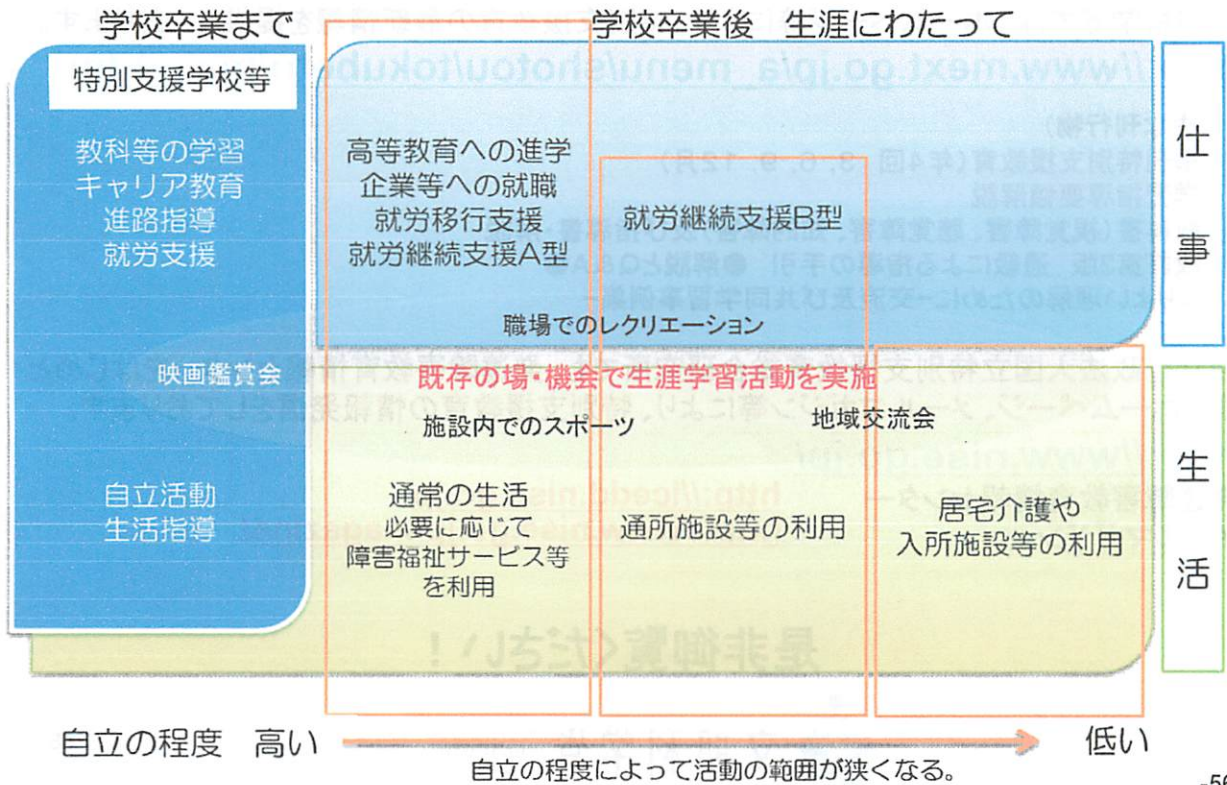 学校卒業まで
学校卒業後 生涯にわたって
特別支援学校等
教科等の学習
キャリア教育
進路指導
就労支援
高等教育への進学
企業等への就職
就労移行支援
就労継続支援A型
就労継続支援B型
仕事
職場でのレクリエーション
映画鑑賞会
既存の場・機会で生涯学習活動を実施
施設内でのスポーツ
地域交流会
自立活動
生活指導
通常の生活
必要に応じて
障害福祉サービス等
を利用
通所施設等の利用
居宅介護や
入所施設等の利用
生活
自立の程度 高い
低い
自立の程度によって活動の範囲が狭くなる。
-56